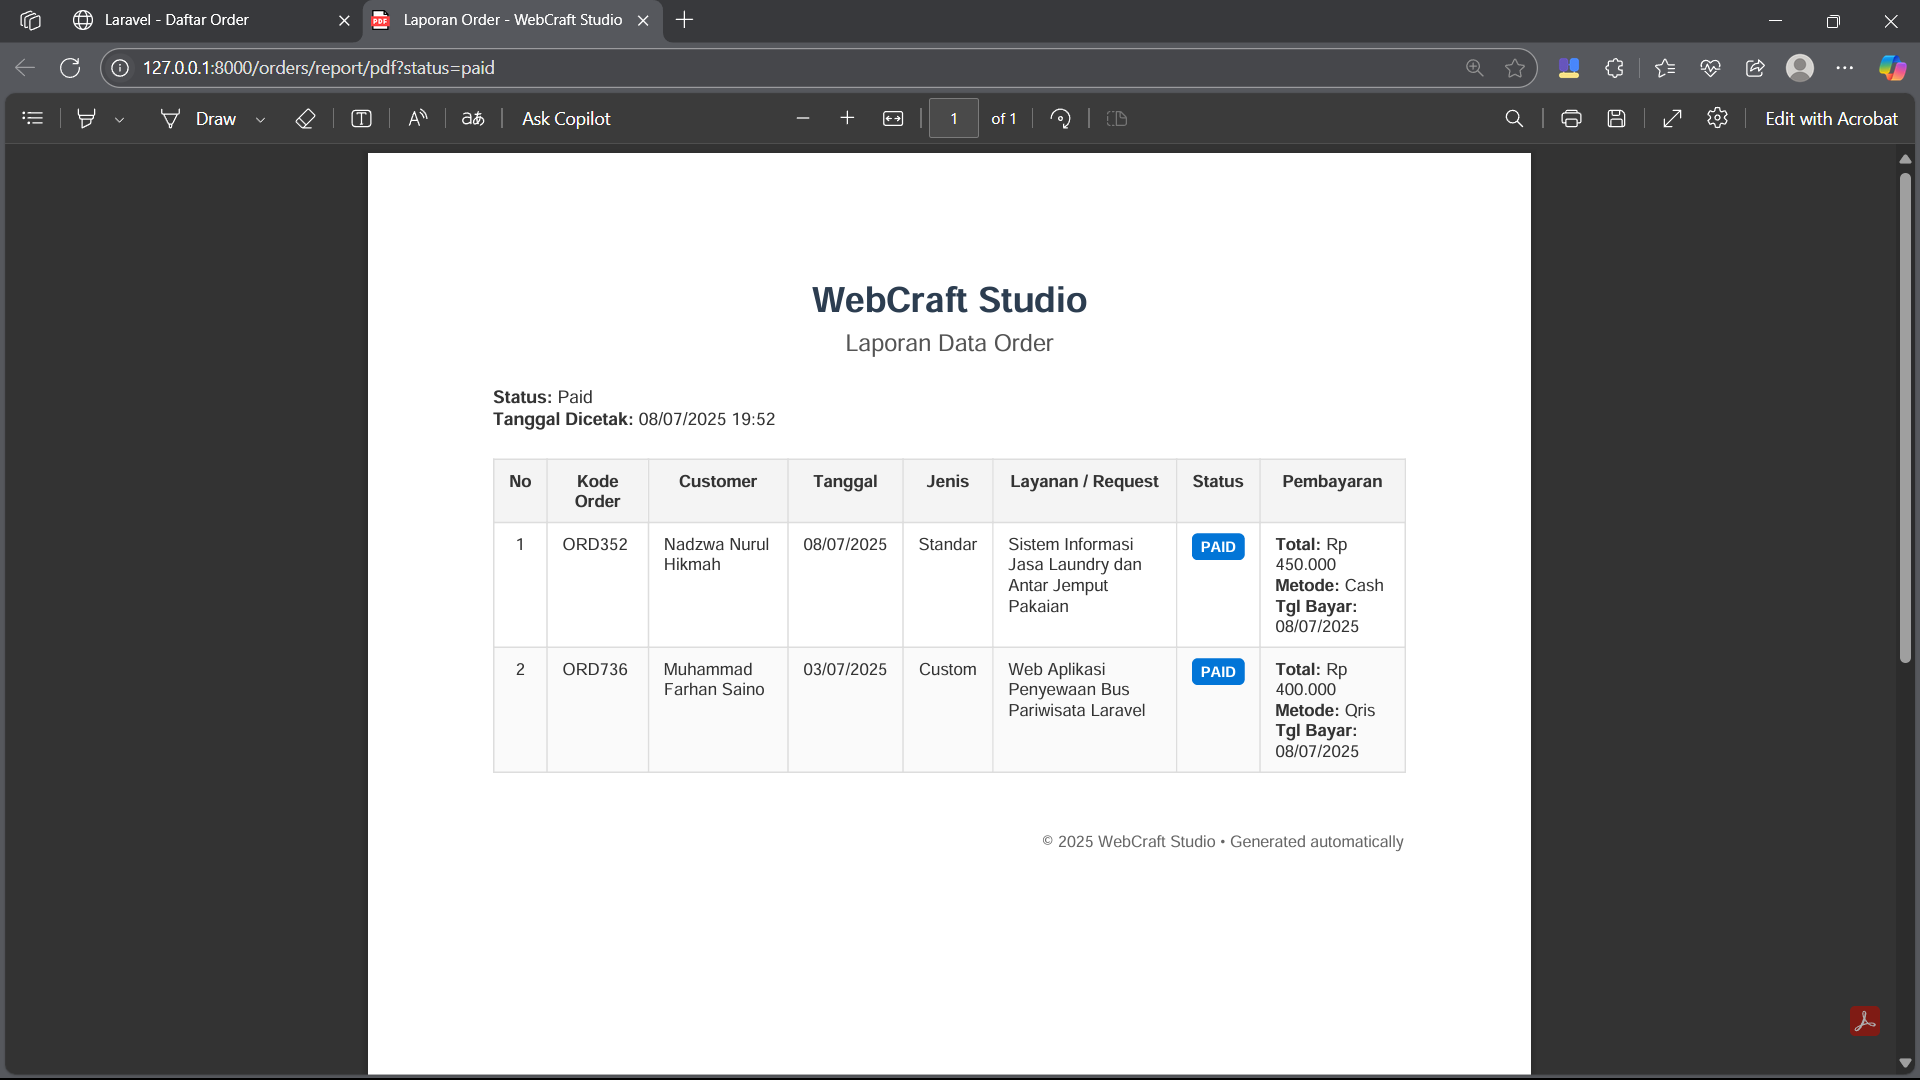 Laravel - Daftar Order
PDF
Laporan Order - WebCraft Studio
127.0.0.1:8000/orders/report/pdf?status=paid
Draw
T
A
aあ
Ask Copilot
1
of 1
Edit with Acrobat
WebCraft Studio
Laporan Data Order
Status: Paid
Tanggal Dicetak: 08/07/2025 19:52
No
Kode
Order
Customer
Tanggal
Jenis
Layanan / Request
Status
Pembayaran
1
ORD352
Nadzwa Nurul
Hikmah
08/07/2025
Standar
Sistem Informasi
Jasa Laundry dan
Antar Jemput
Pakaian
PAID
Total: Rp
450.000
Metode: Cash
Tgl Bayar:
08/07/2025
2
ORD736
Muhammad
Farhan Saino
03/07/2025
Custom
Web Aplikasi
Penyewaan Bus
Pariwisata Laravel
PAID
Total: Rp
400.000
Metode: Qris
Tgl Bayar:
08/07/2025
© 2025 WebCraft Studio • Generated automatically